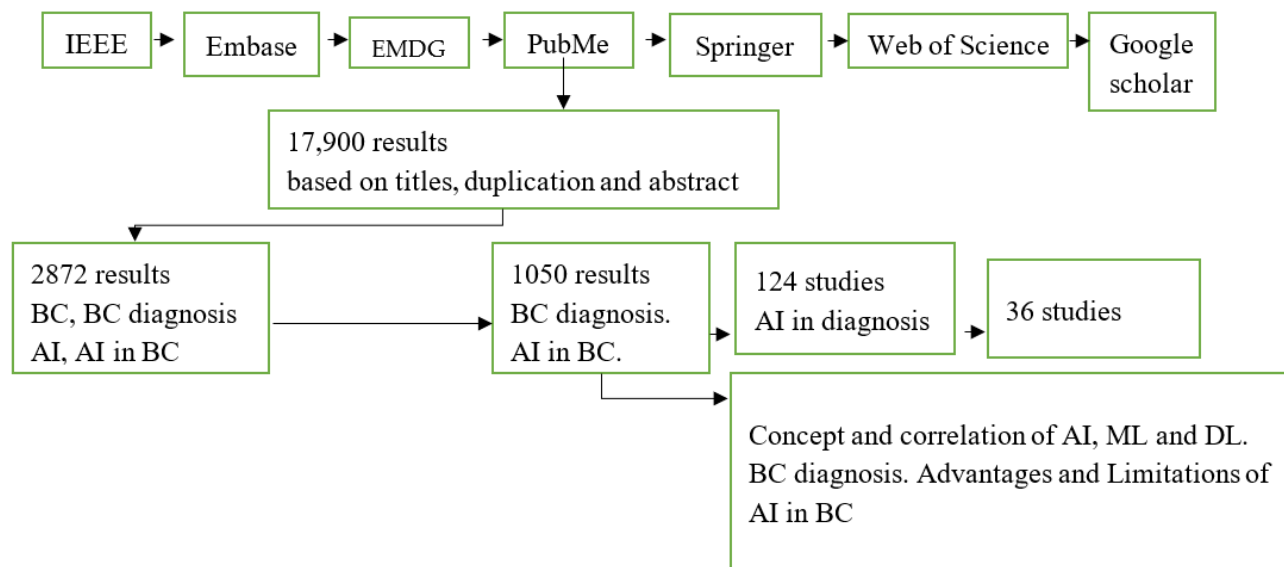 IEEE
Embase
EMDG
PubMe
Springer
Web of Science
Google
scholar
17,900 results
based on titles, duplication and abstract
2872 results
BC, BC diagnosis
AI, AI in BC
1050 results
BC diagnosis.
AI in BC.
124 studies
AI in diagnosis
36 studies
Concept and correlation of AI, ML and DL.
BC diagnosis. Advantages and Limitations of
AI in BC